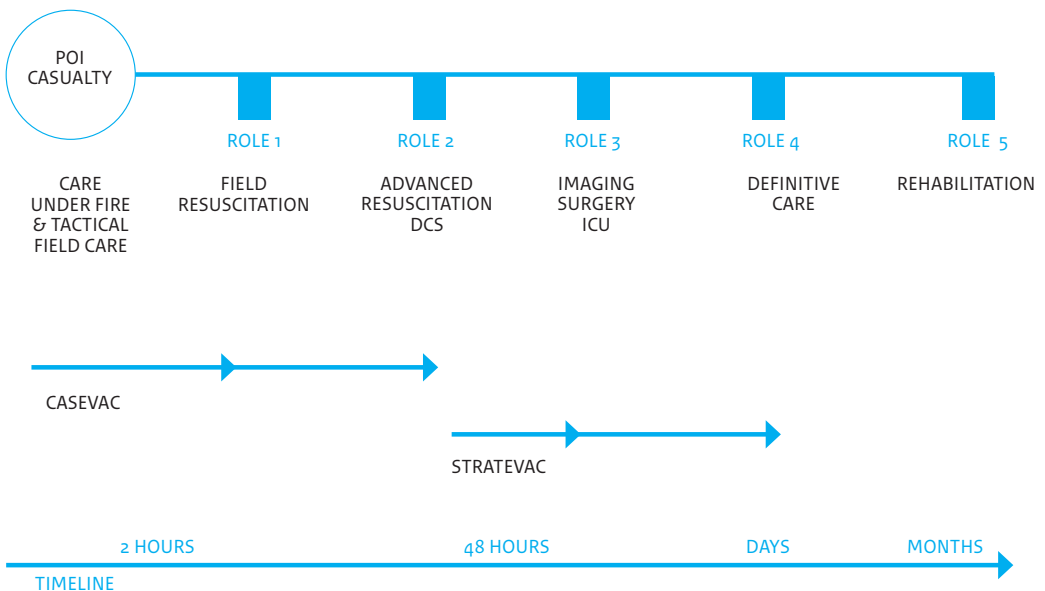 POI
CASUALTY
ROLE 1
ROLE 2
ROLE 3
ROLE 4
ROLE 5
CARE
UNDER FIRE
& TACTICAL
FIELD CARE
FIELD
RESUSCITATION
ADVANCED
RESUSCITATION
DCS
IMAGING
SURGERY
ICU
DEFINITIVE
CARE
REHABILITATION
CASEVAC
STRATEVAC
2 HOURS
48 HOURS
DAYS
MONTHS
TIMELINE